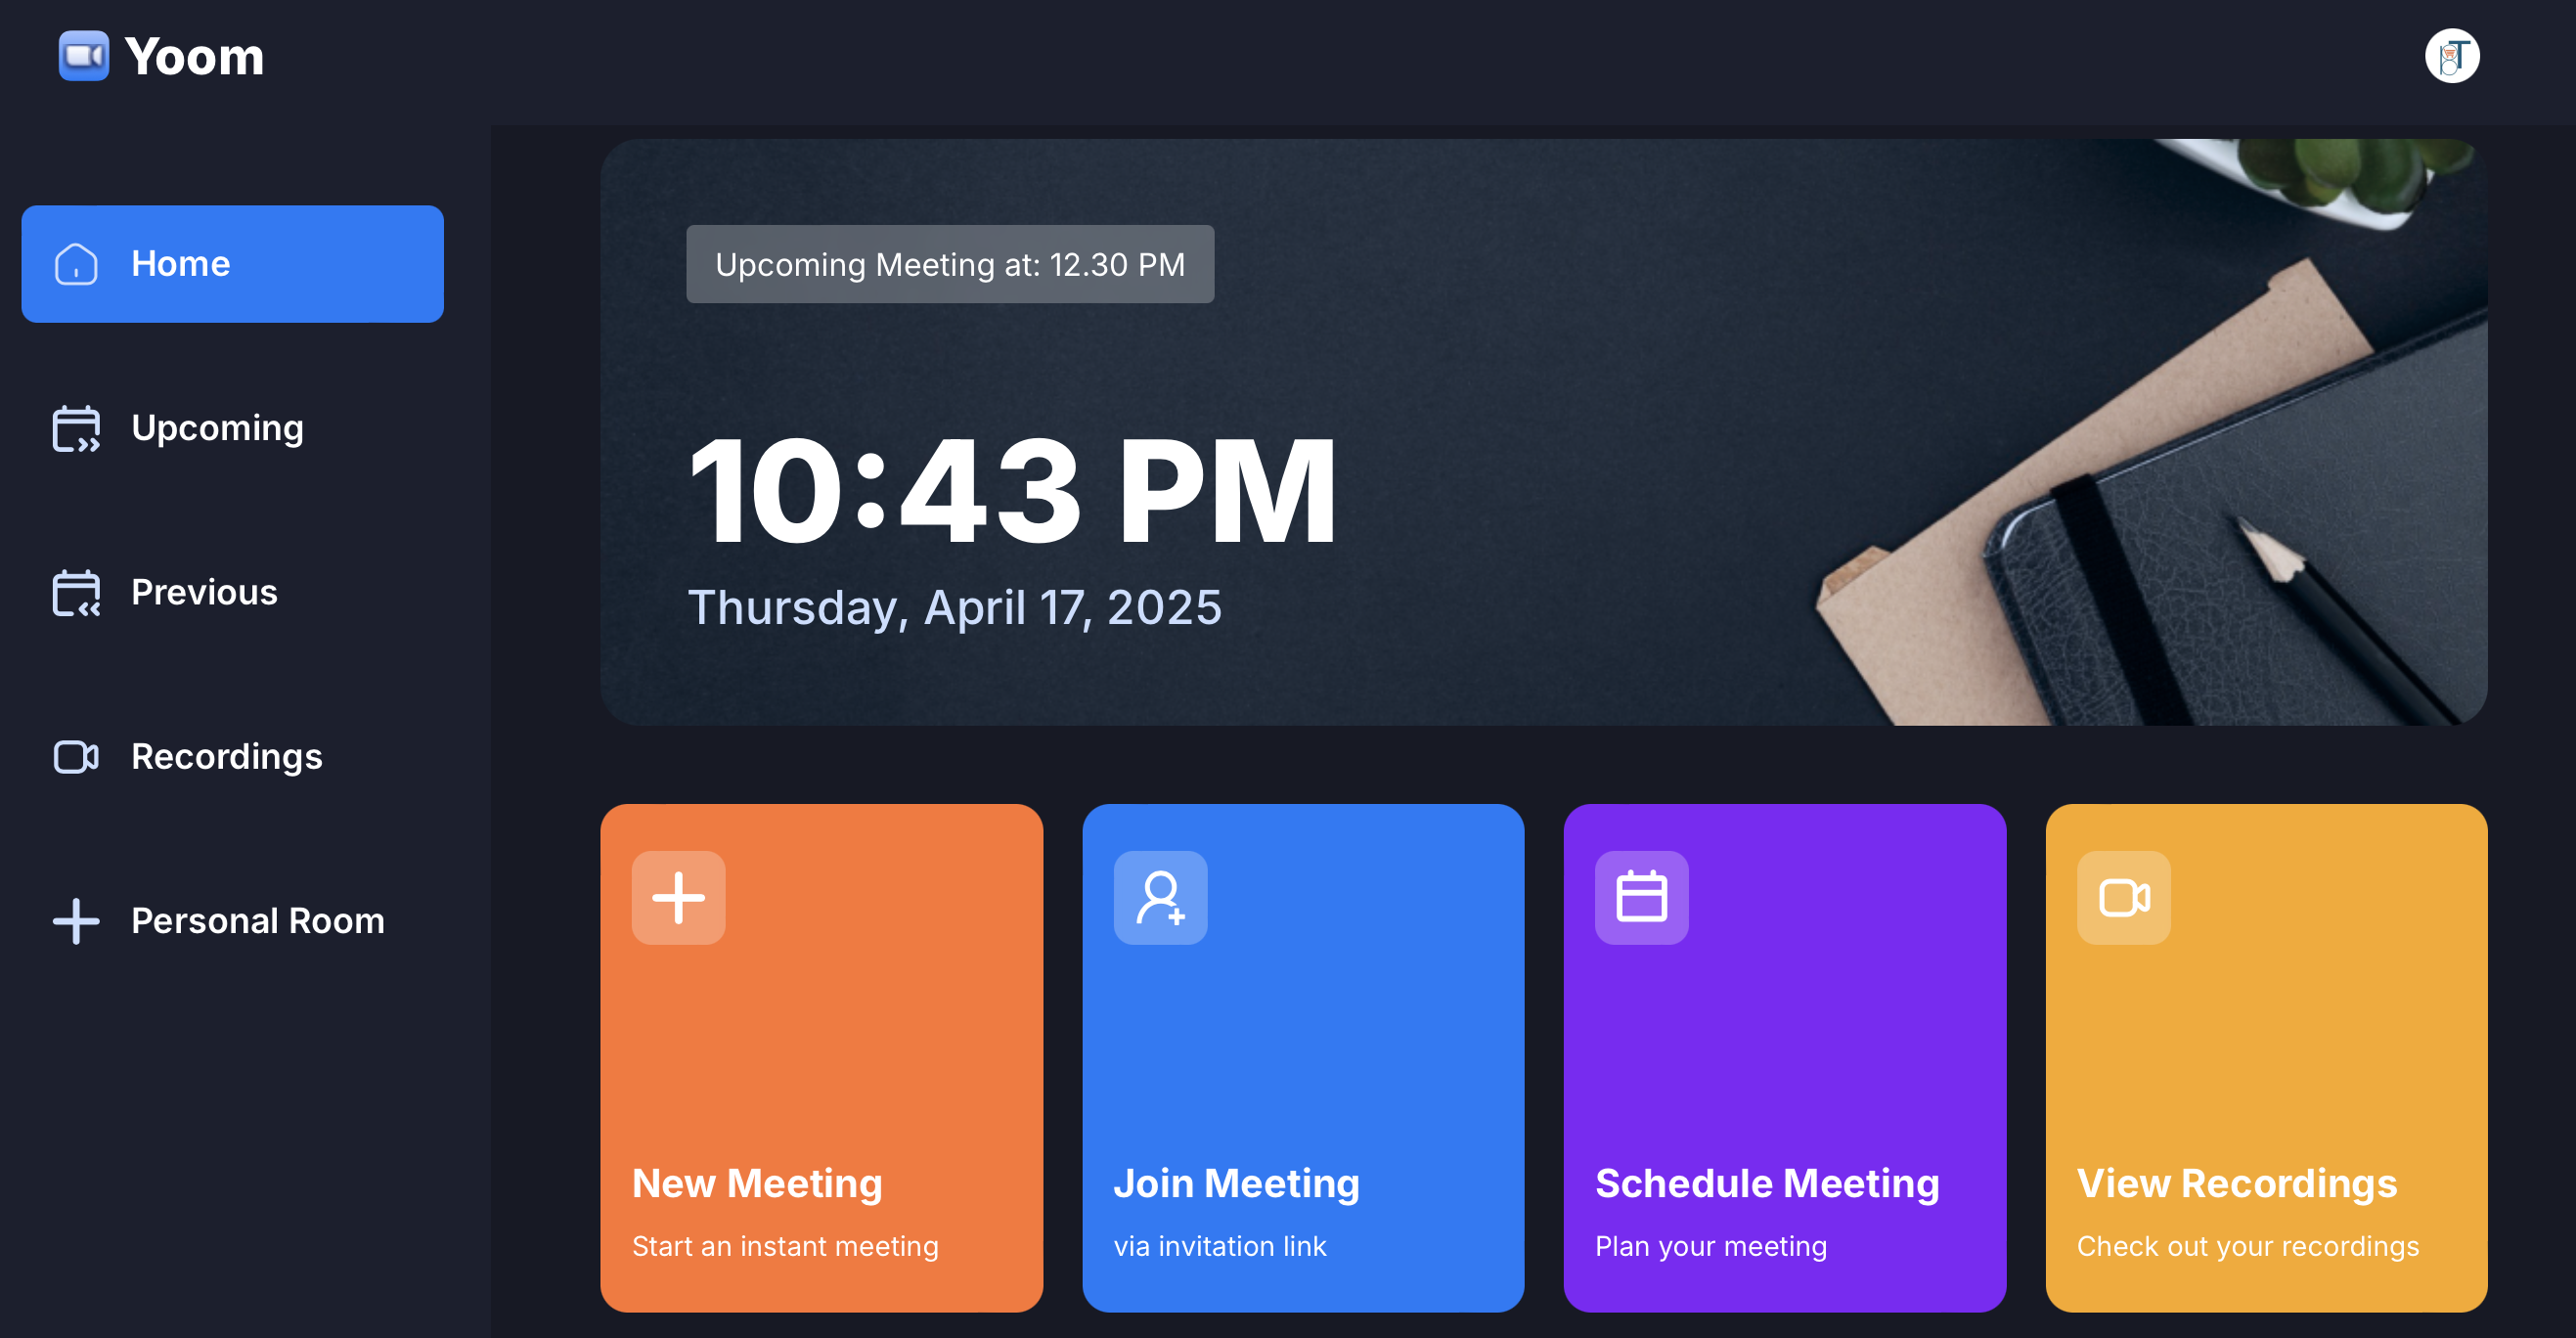 Yoom
T
Home
Upcoming
Previous
Recordings
Personal Room
Upcoming Meeting at: 12.30 PM
10:43 PM
Thursday, April 17, 2025
New Meeting
Start an instant meeting
Join Meeting
via invitation link
Schedule Meeting
Plan your meeting
View Recordings
Check out your recordings